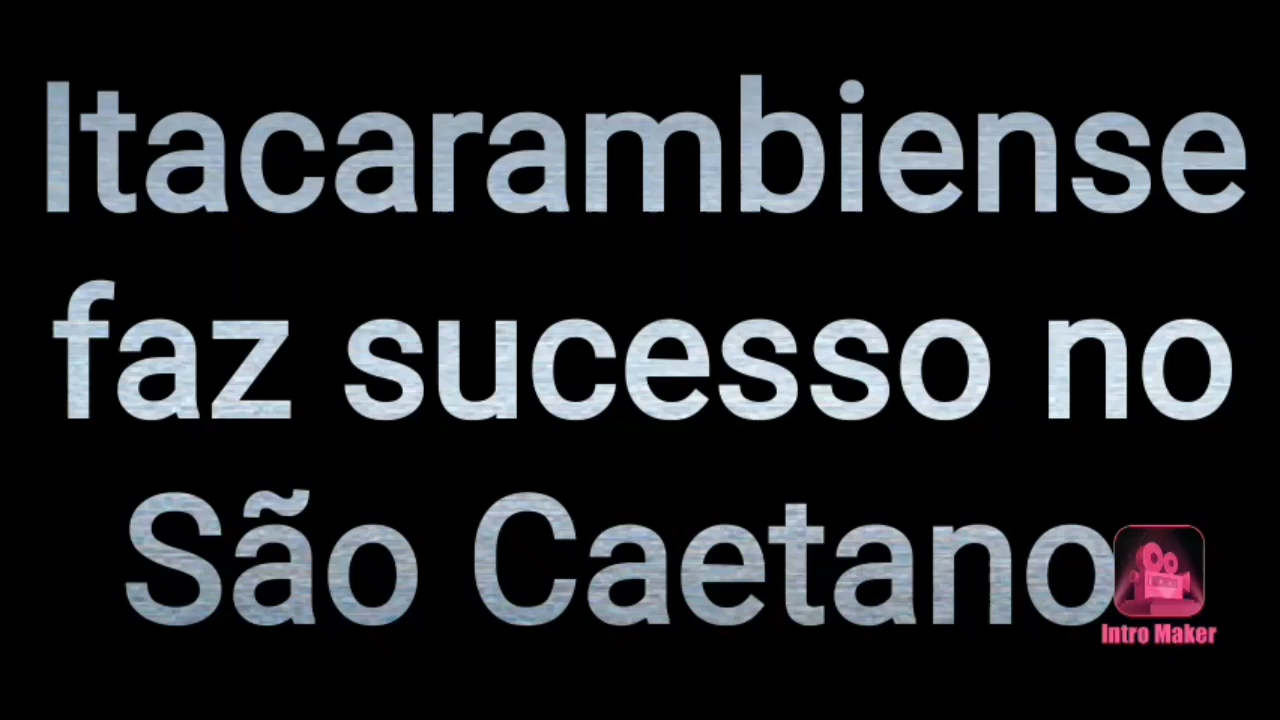 Itacarambiense
faz sucesso no
São Caetano
Intro Maker